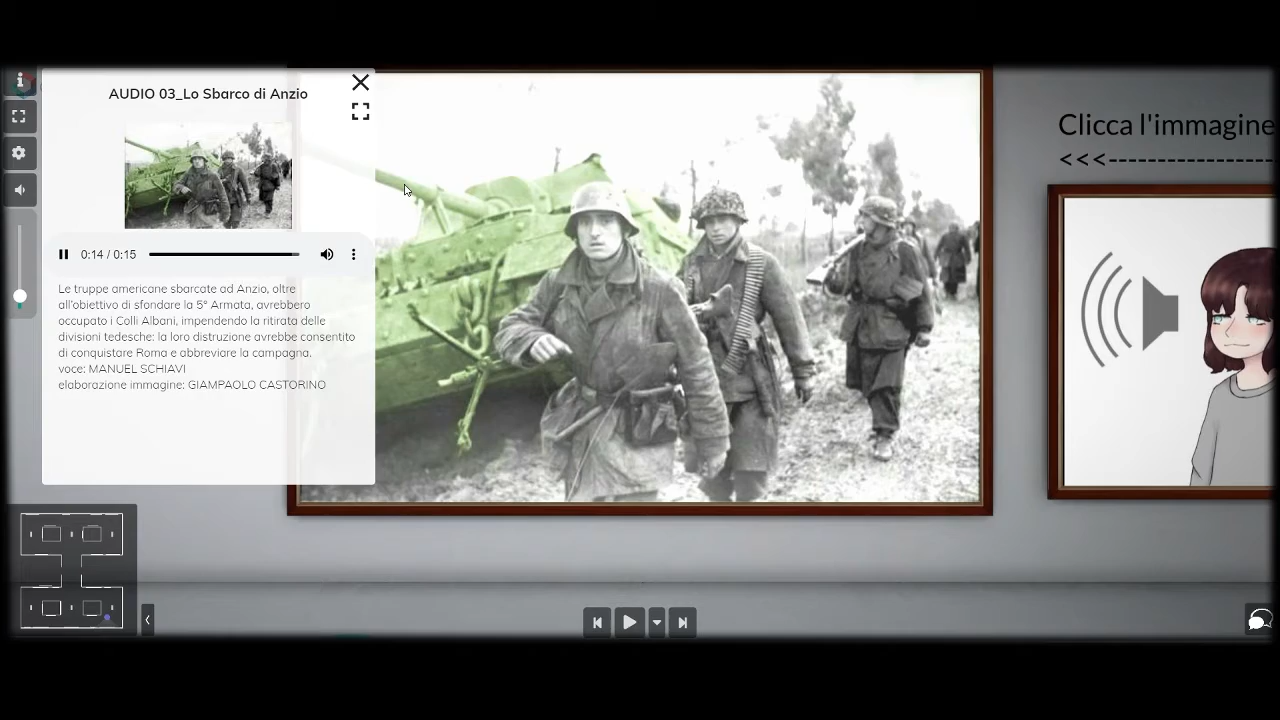 AUDIO 03_Lo Sbarco di Anzio
0:14 / 0:15
Le truppe americane sbarcate ad Anzio, oltre
all'obiettivo di sfondare la 5° Armata, avrebbero
occupato i Colli Albani, impendendo la ritirata delle
divisioni tedesche: la loro distruzione avrebbe consentito
di conquistare Roma e abbreviare la campagna.
voce: MANUEL SCHIAVI
elaborazione immagine: GIAMPAOLO CASTORINO
Clicca l'immagine
<<<-----------------